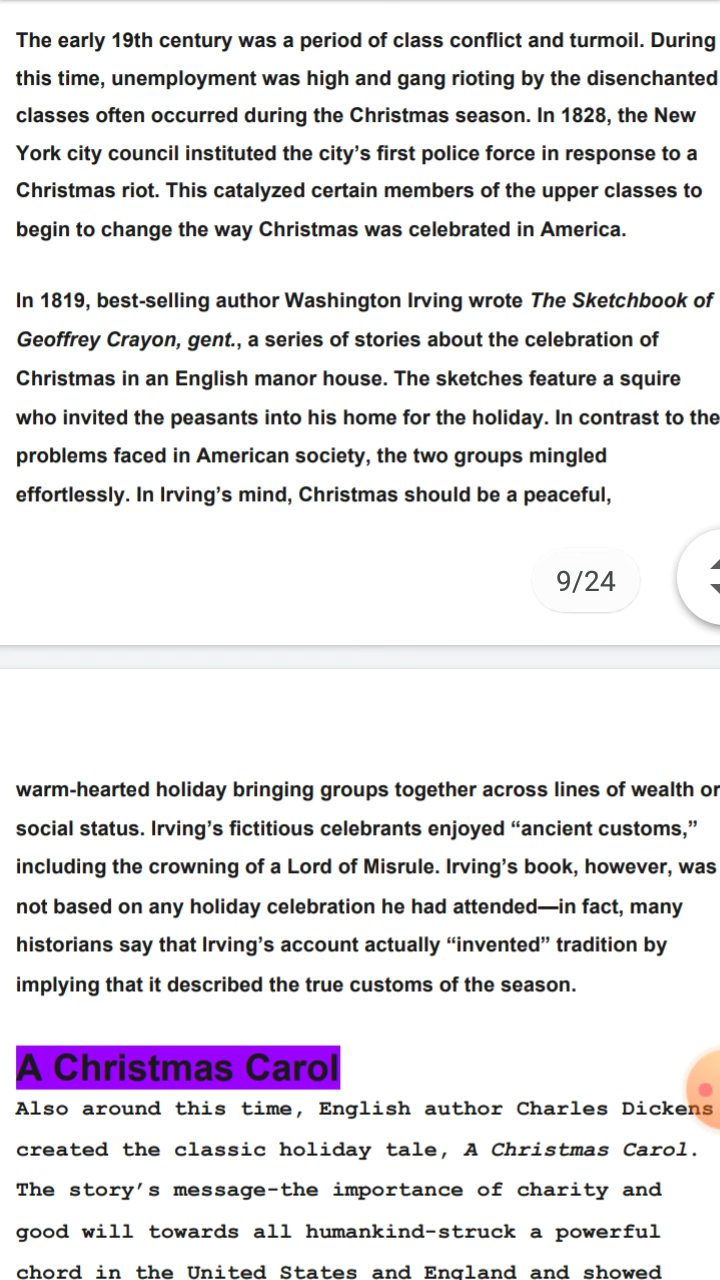 The early 19th century was a period of class conflict and turmoil. During
this time, unemployment was high and gang rioting by the disenchanted
classes often occurred during the Christmas season. In 1828, the New
York city council instituted the city’s first police force in response to a
Christmas riot. This catalyzed certain members of the upper classes to
begin to change the way Christmas was celebrated in America.
In 1819, best-selling author Washington Irving wrote The Sketchbook of
Geoffrey Crayon, gent., a series of stories about the celebration of
Christmas in an English manor house. The sketches feature a squire
who invited the peasants into his home for the holiday. In contrast to the
problems faced in American society, the two groups mingled
effortlessly. In Irving’s mind, Christmas should be a peaceful,
9/24
warm-hearted holiday bringing groups together across lines of wealth or
social status. Irving’s fictitious celebrants enjoyed “ancient customs,”
including the crowning of a Lord of Misrule. Irving’s book, however, was
not based on any holiday celebration he had attended—in fact, many
historians say that Irving’s account actually “invented” tradition by
implying that it described the true customs of the season.
A Christmas Carol
Also around this time, English author Charles Dickens
created the classic holiday tale, A Christmas Carol.
The story’s message-the importance of charity and
good will towards all humankind-struck a powerful
chord in the United States and England and showed